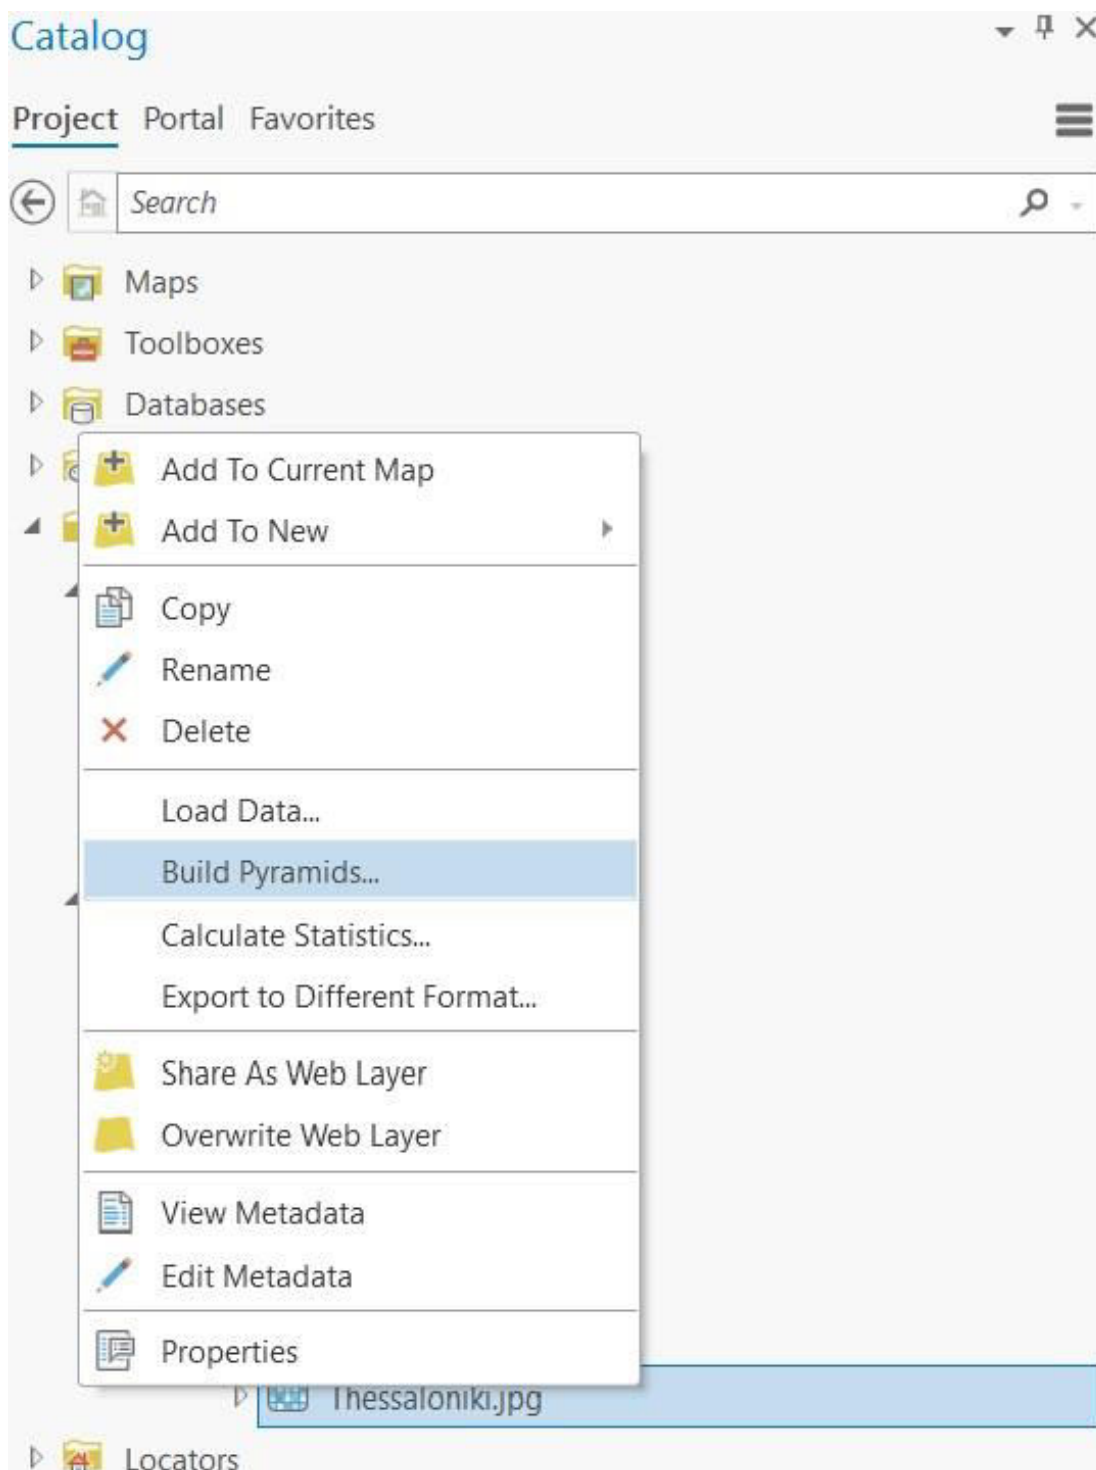 Catalog
Project Portal Favorites
Search
Maps
Toolboxes
Databases
Add To Current Map
Add To New
Copy
Rename
Delete
Load Data...
Build Pyramids...
Calculate Statistics...
Export to Different Format...
Share As Web Layer
Overwrite Web Layer
View Metadata
Edit Metadata
Properties
Thessaloniki.jpg
Locators